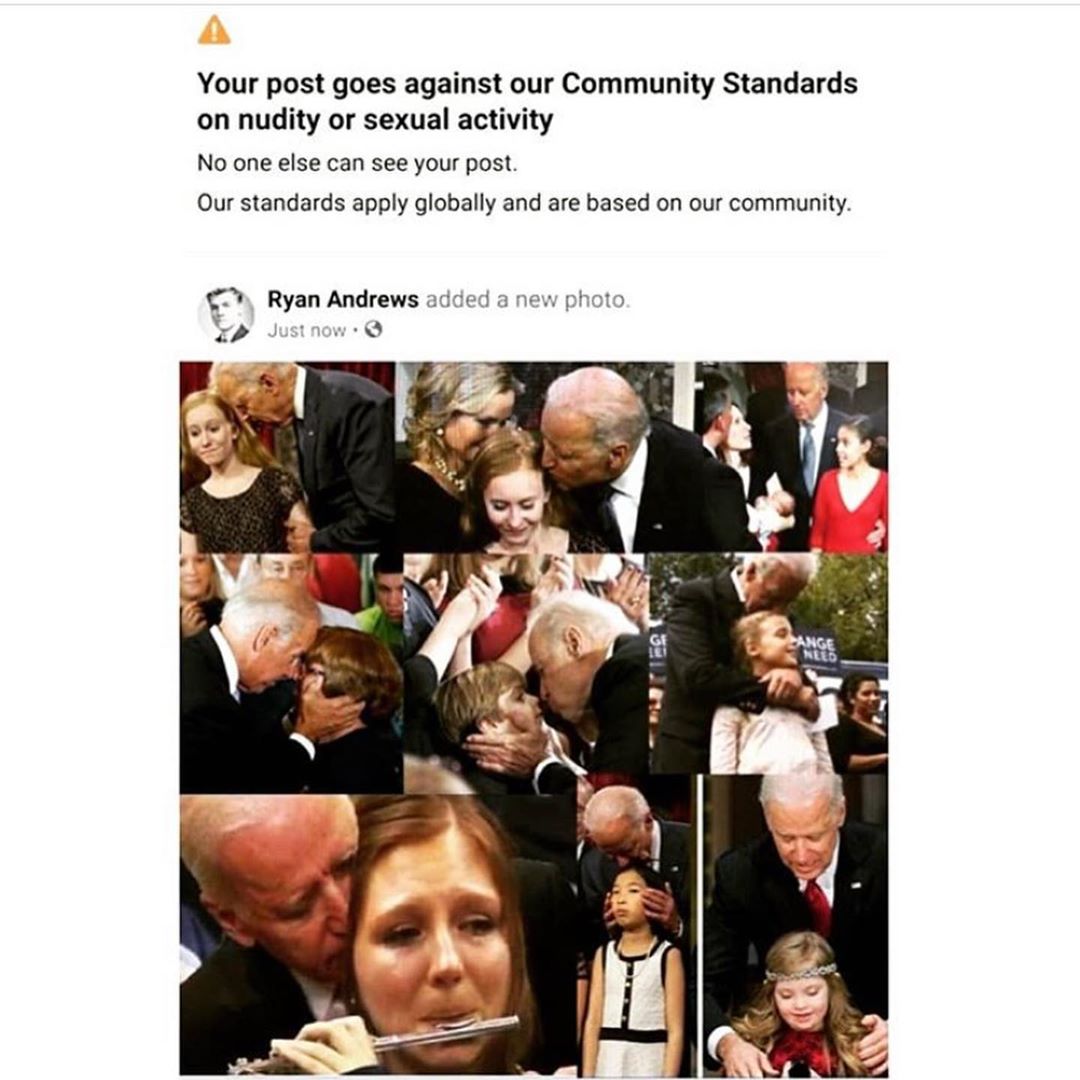 Your post goes against our Community Standards
on nudity or sexual activity
No one else can see your post.
Our standards apply globally and are based on our community.
Ryan Andrews added a new photo.
Just now ·
ANGE
NEED